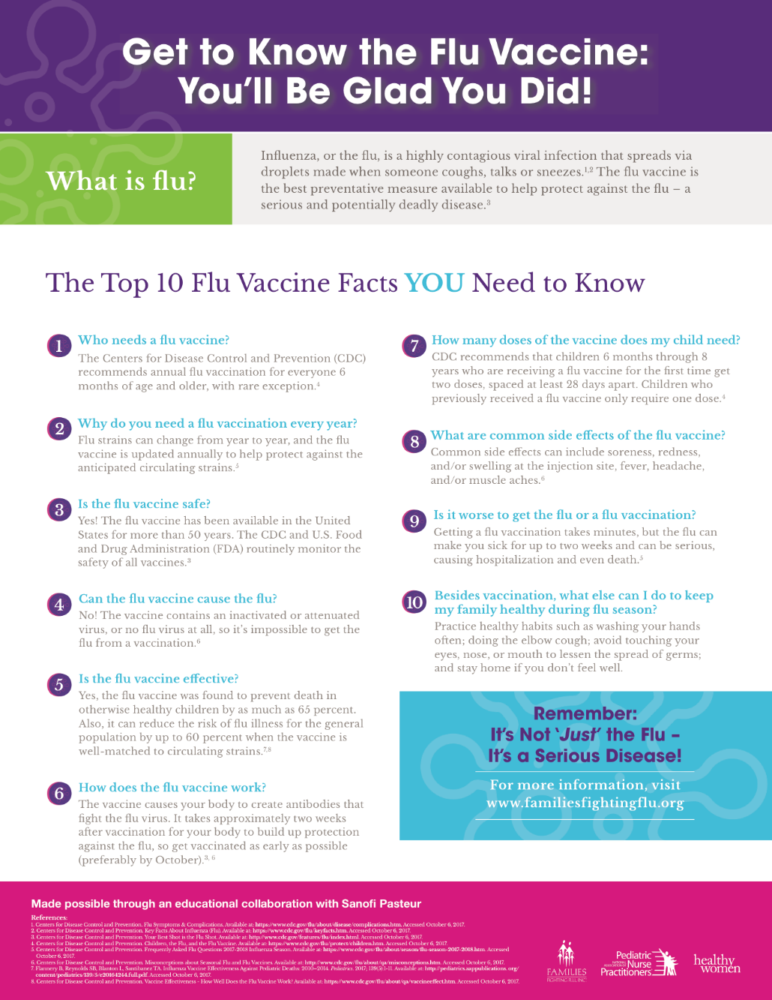 Get to Know the Flu Vaccine:
You'll Be Glad You Did!
What is flu?
Influenza, or the flu, is a highly contagious viral infection that spreads via
droplets made when someone coughs, talks or sneezes.1,2 The flu vaccine is
the best preventative measure available to help protect against the flu – a
serious and potentially deadly disease.3
The Top 10 Flu Vaccine Facts YOU Need to Know
1 Who needs a flu vaccine?
The Centers for Disease Control and Prevention (CDC)
recommends annual flu vaccination for everyone 6
months of age and older, with rare exception.4
2 Why do you need a flu vaccination every year?
Flu strains can change from year to year, and the flu
vaccine is updated annually to help protect against the
anticipated circulating strains.5
3 Is the flu vaccine safe?
Yes! The flu vaccine has been available in the United
States for more than 50 years. The CDC and U.S. Food
and Drug Administration (FDA) routinely monitor the
safety of all vaccines.3
4 Can the flu vaccine cause the flu?
No! The vaccine contains an inactivated or attenuated
virus, or no flu virus at all, so it's impossible to get the
flu from a vaccination.6
5 Is the flu vaccine effective?
Yes, the flu vaccine was found to prevent death in
otherwise healthy children by as much as 65 percent.
Also, it can reduce the risk of flu illness for the general
population by up to 60 percent when the vaccine is
well-matched to circulating strains.7,8
6 How does the flu vaccine work?
The vaccine causes your body to create antibodies that
fight the flu virus. It takes approximately two weeks
after vaccination for your body to build up protection
against the flu, so get vaccinated as early as possible
(preferably by October).3, 6
7 How many doses of the vaccine does my child need?
CDC recommends that children 6 months through 8
years who are receiving a flu vaccine for the first time get
two doses, spaced at least 28 days apart. Children who
previously received a flu vaccine only require one dose.4
8 What are common side effects of the flu vaccine?
Common side effects can include soreness, redness,
and/or swelling at the injection site, fever, headache,
and/or muscle aches.6
9 Is it worse to get the flu or a flu vaccination?
Getting a flu vaccination takes minutes, but the flu can
make you sick for up to two weeks and can be serious,
causing hospitalization and even death.5
10 Besides vaccination, what else can I do to keep
my family healthy during flu season?
Practice healthy habits such as washing your hands
often; doing the elbow cough; avoid touching your
eyes, nose, or mouth to lessen the spread of germs;
and stay home if you don't feel well.
Remember:
It's Not 'Just' the Flu –
It's a Serious Disease!
For more information, visit
www.familiesfightingflu.org
Made possible through an educational collaboration with Sanofi Pasteur
References:
1. Centers for Disease Control and Prevention. Flu Symptoms & Complications. Available at: https://www.cdc.gov/flu/about/disease/complications.htm. Accessed October 6, 2017.
2. Centers for Disease Control and Prevention. Key Facts About Influenza (Flu). Available at: https://www.cdc.gov/flu/keyfacts.htm. Accessed October 6, 2017.
3. Centers for Disease Control and Prevention. Your Best Shot is the Flu Shot. Available at: http://www.cdc.gov/features/flu/index.html. Accessed October 6, 2017.
4. Centers for Disease Control and Prevention. Children, the Flu, and the Flu Vaccine. Available at: https://www.cdc.gov/flu/protect/children.htm. Accessed October 6, 2017.
5. Centers for Disease Control and Prevention. Frequently Asked Flu Questions 2017-2018 Influenza Season. Available at: https://www.cdc.gov/flu/about/season/flu-season-2017-2018.htm. Accessed
October 6, 2017.
6. Centers for Disease Control and Prevention. Misconceptions about Seasonal Flu and Flu Vaccines. Available at: http://www.cdc.gov/flu/about/qa/misconceptions.htm. Accessed October 6, 2017.
7. Flannery B, Reynolds SB, Blanton L, Santibanez TA. Influenza Vaccine Effectiveness Against Pediatric Deaths: 2010–2014. Pediatrics. 2017; 139(5):1-11. Available at: http://pediatrics.aappublications. org/
content/pediatrics/139/5/e20164244.full.pdf. Accessed October 6, 2017.
8. Centers for Disease Control and Prevention. Vaccine Effectiveness - How Well Does the Flu Vaccine Work? Available at: https://www.cdc.gov/flu/about/qa/vaccineeffect.htm. Accessed October 6, 2017.
FAMILIES
FIGHTING FLU, INC
Pediatric
NATIONAL ASSOCIATION OF Nurse
Practitioners
healthy
women